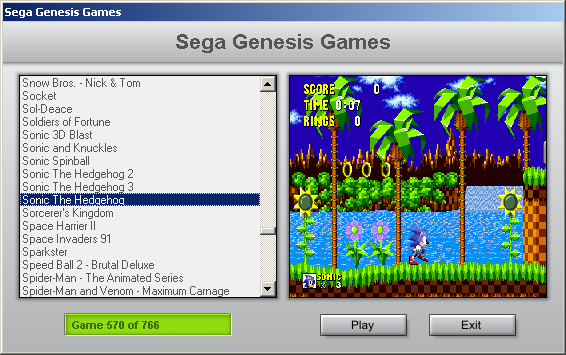 Sega Genesis Games
Sega Genesis Games
Snow Bros. - Nick & Tom
Socket
Sol-Deace
Soldiers of Fortune
Sonic 3D Blast
Sonic and Knuckles
Sonic Spinball
Sonic The Hedgehog 2
Sonic The Hedgehog 3
Sonic The Hedgehog
Sorcerer's Kingdom
Space Harrier II
Space Invaders 91
Sparkster
Speed Ball 2 - Brutal Deluxe
Spider-Man - The Animated Series
Spider-Man and Venom - Maximum Carnage
SCORE 0
TIME 0:07
RINGS 0
SONIC
x 3
Game 570 of 766
Play
Exit